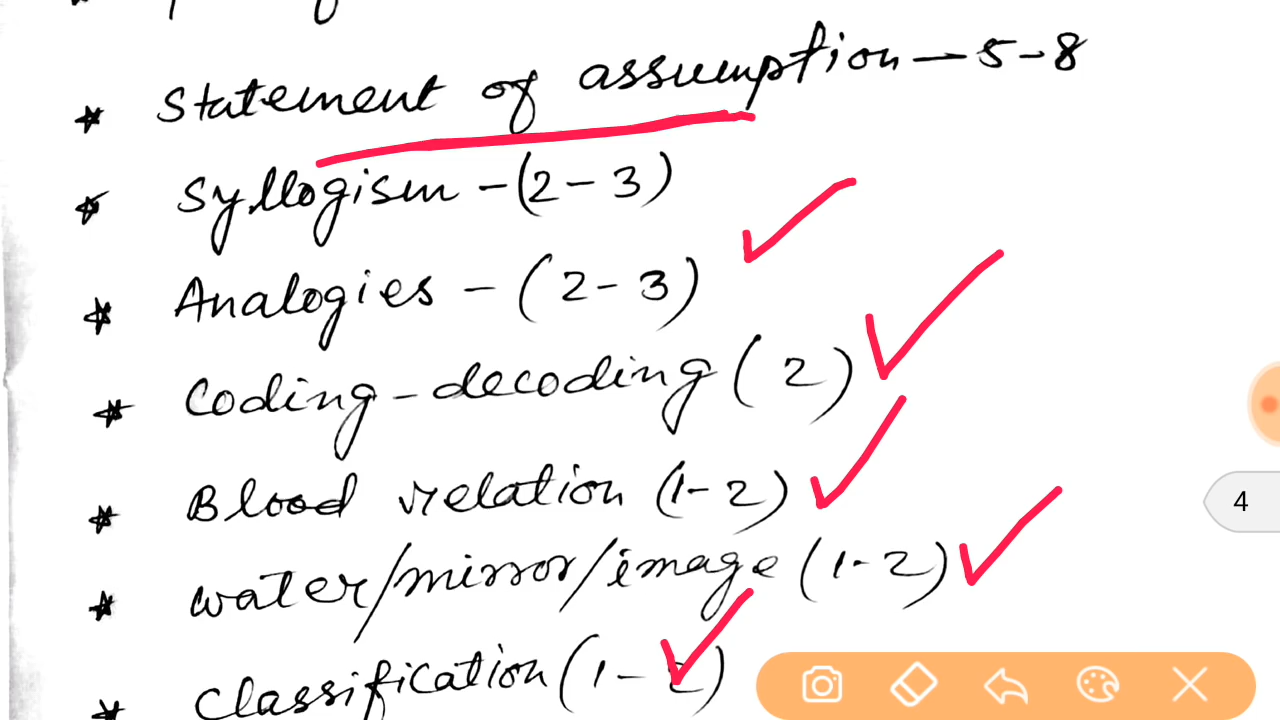 * Statement of assumption - 5-8
* Syllogism - (2-3)
* Analogies - (2-3)
* Coding-decoding (2)
* Blood relation (1-2)
* water/mirror/image (1-2)
* Classification (1-2)
4